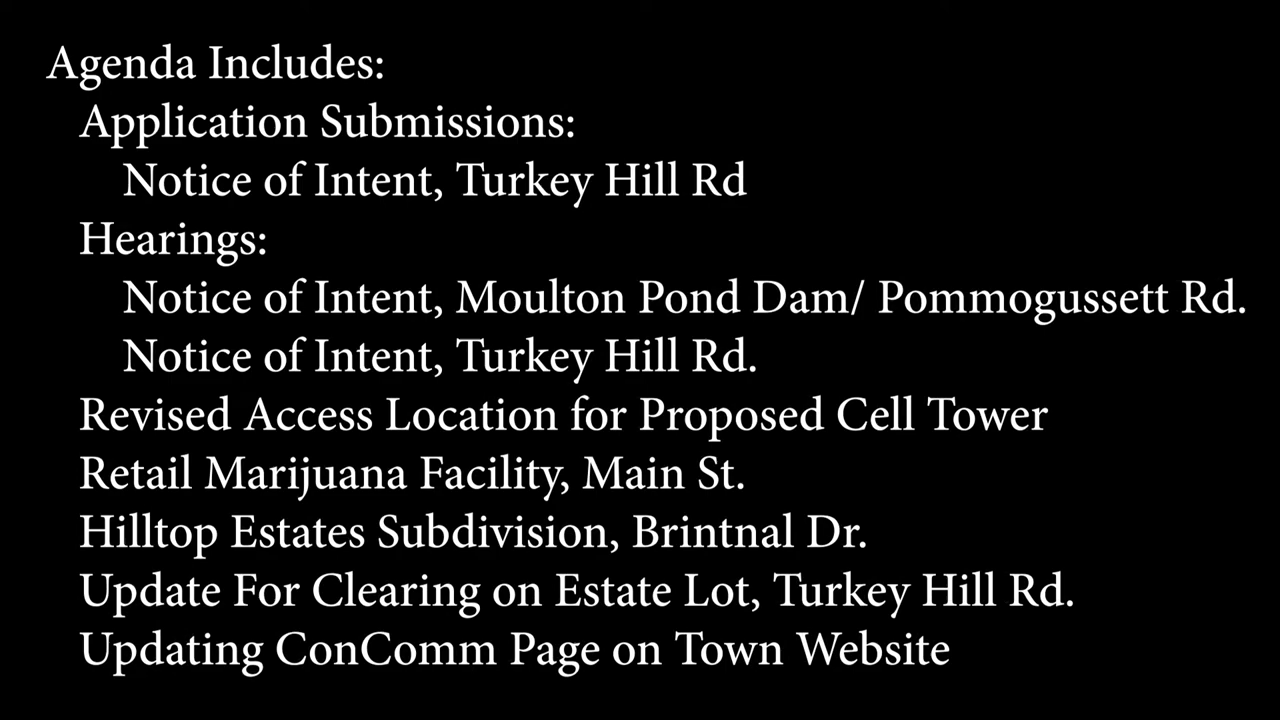 Agenda Includes:
Application Submissions:
Notice of Intent, Turkey Hill Rd
Hearings:
Notice of Intent, Moulton Pond Dam/ Pommogussett Rd.
Notice of Intent, Turkey Hill Rd.
Revised Access Location for Proposed Cell Tower
Retail Marijuana Facility, Main St.
Hilltop Estates Subdivision, Brintnal Dr.
Update For Clearing on Estate Lot, Turkey Hill Rd.
Updating ConComm Page on Town Website